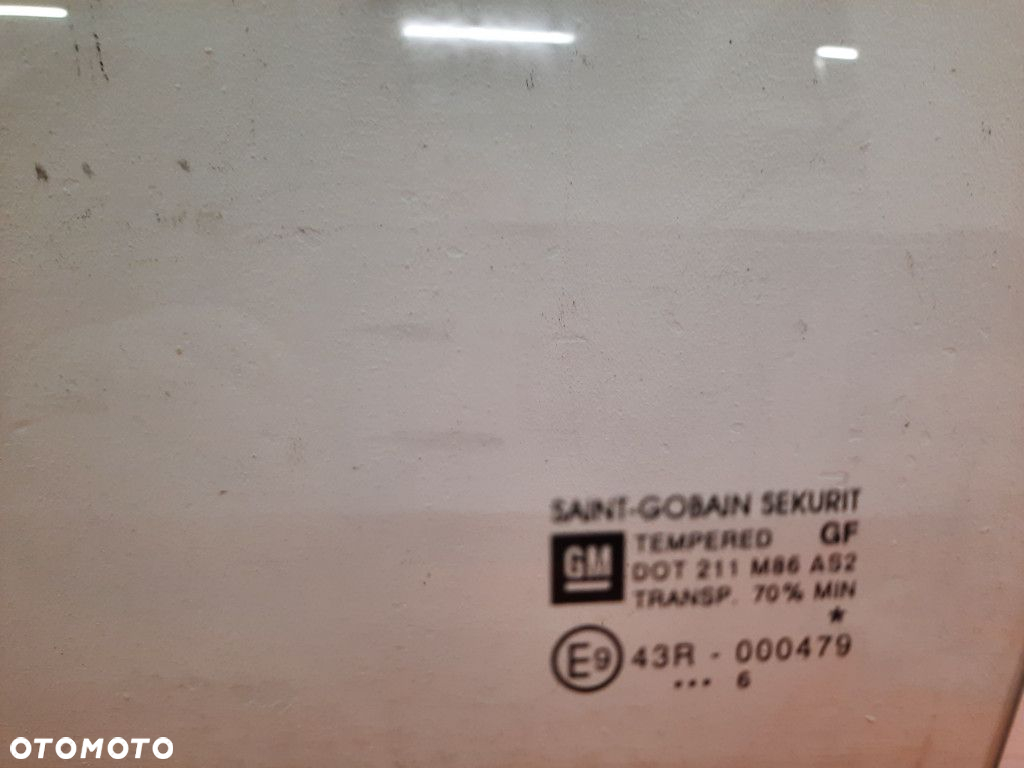 SAINT-GOBAIN SEKURIT
GM TEMPERED GF
DOT 211 M86 AS2
TRANSP. 70% MIN
★
E9 43R - 000479
••• 6
OTOMOTO